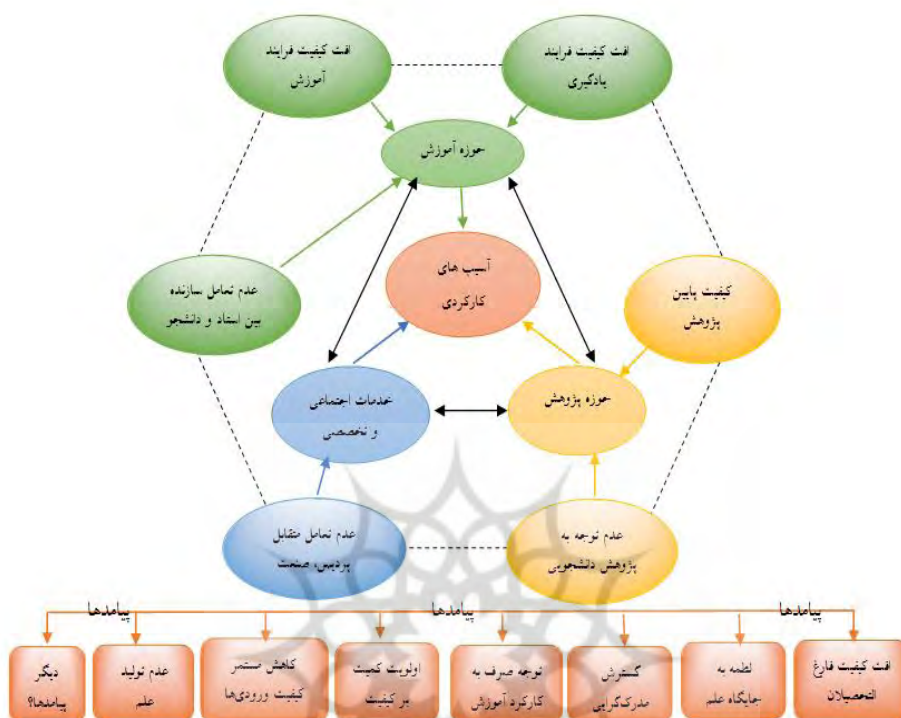 افت کیفیت فرایند
یادگیری
افت کیفیت فرایند
آموزش
حوزه آموزش
آسیب های
کارکردی
کیفیت پایین
پژوهش
عدم تعامل سازنده
بین استاد و دانشجو
حوزه پژوهش
خدمات اجتماعی
و تخصصی
عدم توجه به
پژوهش دانشجویی
عدم تعامل متقابل
پردیس، صنعت
پیامدها
پیامدها
پیامدها
افت کیفیت فارغ
التحصیلان
لطمه به
جایگاه علم
گسترش
مدرک‌گرایی
توجه صرف به
کارکرد آموزش
اولویت کمیت
بر کیفیت
کاهش مستمر
کیفیت ورودی‌ها
عدم تولید
علم
دیگر
پیامدها؟